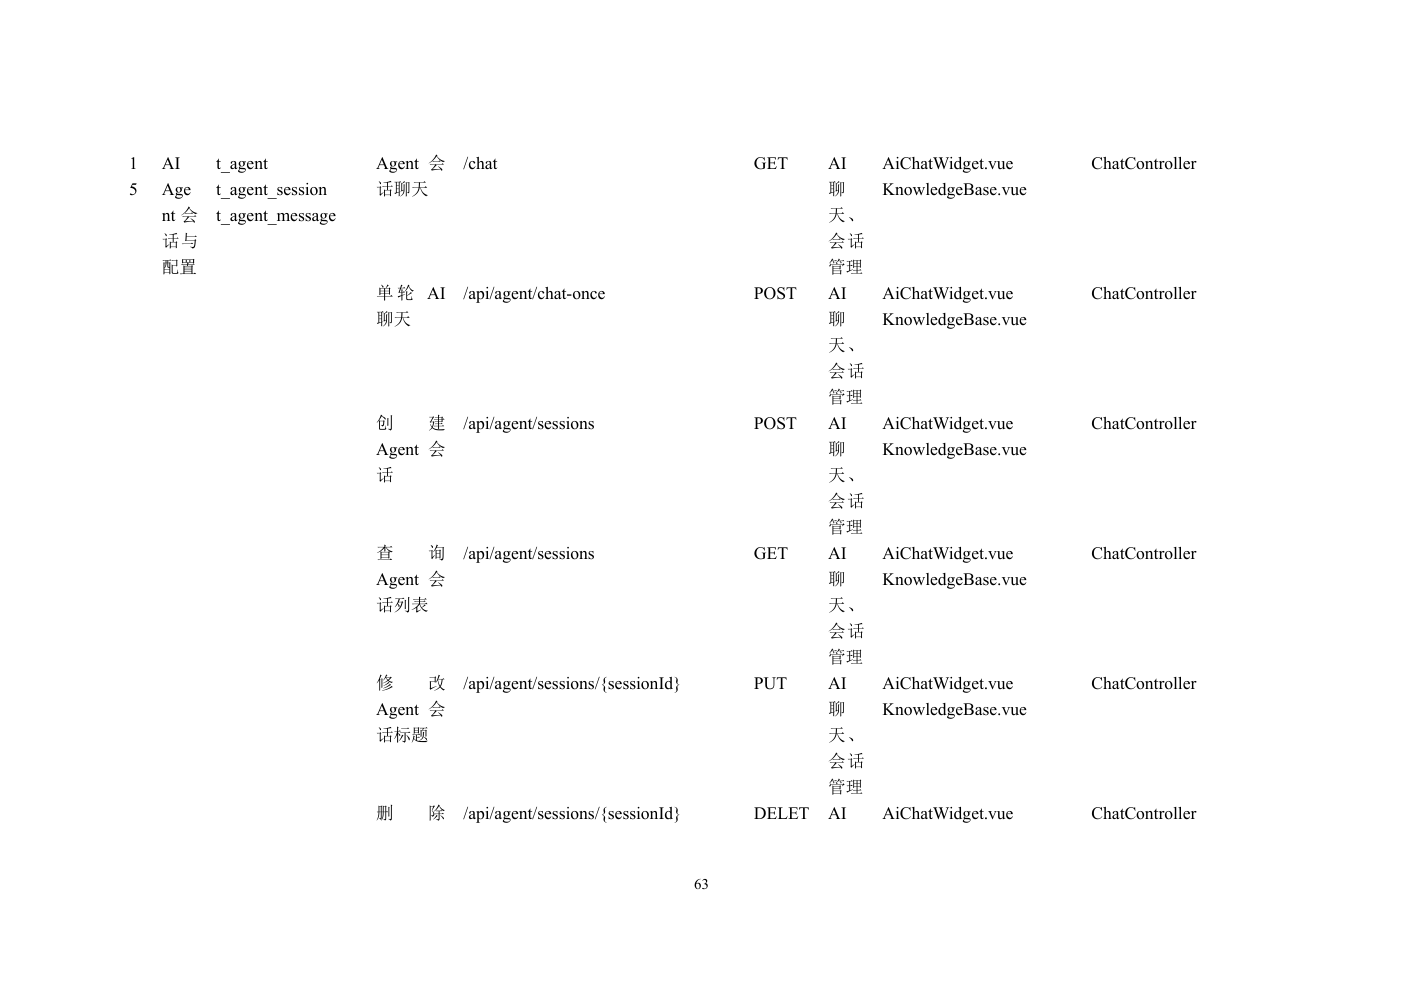 1 AI t_agent Agent 会 /chat GET AI AiChatWidget.vue ChatController
5 Age t_agent_session 话聊天 聊 KnowledgeBase.vue
nt 会 t_agent_message 天、
话与 会话
配置 管理
单轮 AI /api/agent/chat-once POST AI AiChatWidget.vue ChatController
聊天 聊 KnowledgeBase.vue
天、
会话
管理
创 建 /api/agent/sessions POST AI AiChatWidget.vue ChatController
Agent 会 聊 KnowledgeBase.vue
话 天、
会话
管理
查 询 /api/agent/sessions GET AI AiChatWidget.vue ChatController
Agent 会 聊 KnowledgeBase.vue
话列表 天、
会话
管理
修 改 /api/agent/sessions/{sessionId} PUT AI AiChatWidget.vue ChatController
Agent 会 聊 KnowledgeBase.vue
话标题 天、
会话
管理
删 除 /api/agent/sessions/{sessionId} DELET AI AiChatWidget.vue ChatController
63